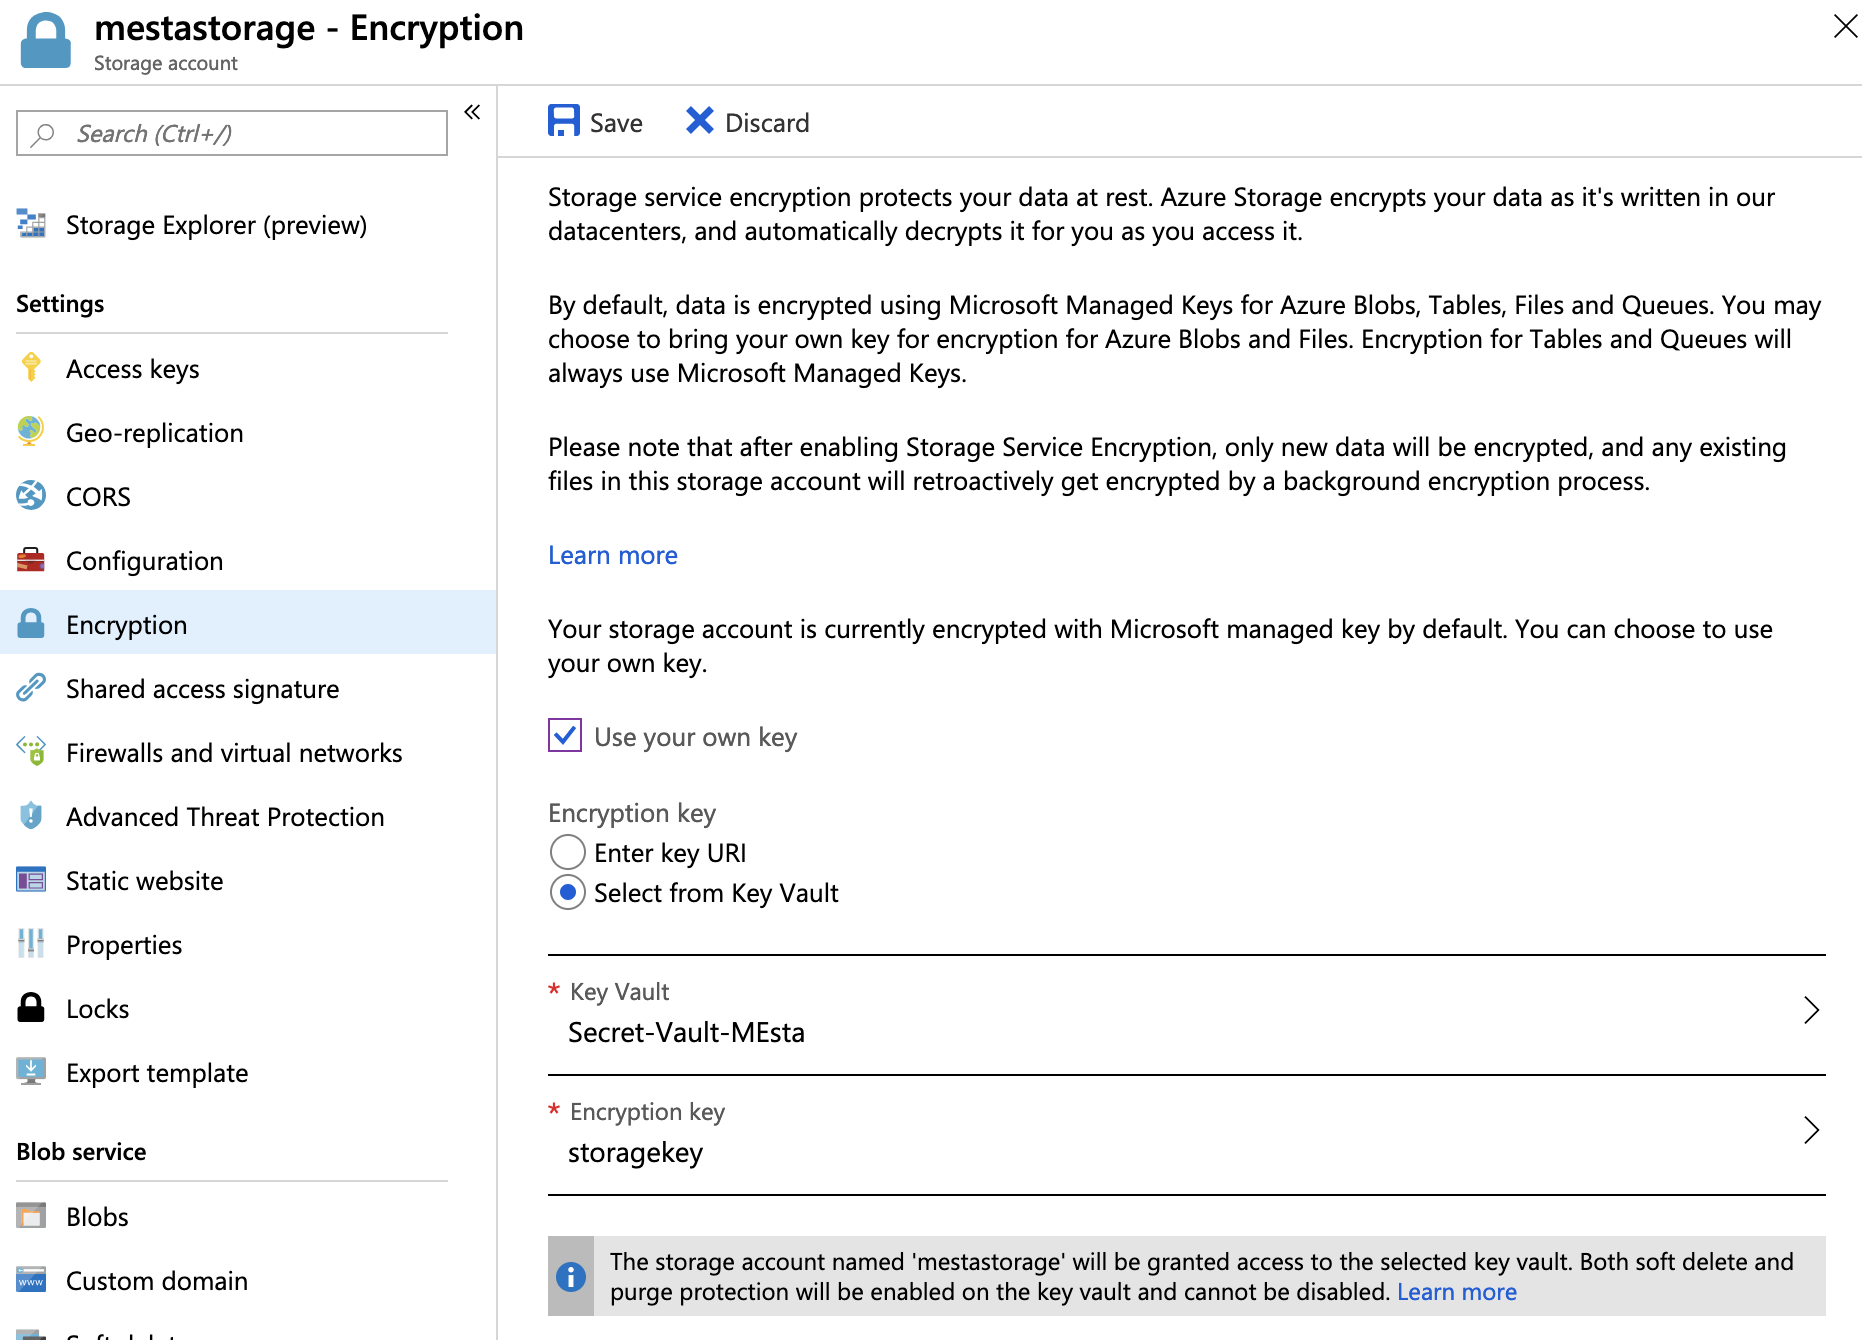 mestastorage - Encryption
Storage account
Search (Ctrl+/)
Storage Explorer (preview)
Settings
Access keys
Geo-replication
CORS
Configuration
Encryption
Shared access signature
Firewalls and virtual networks
Advanced Threat Protection
Static website
Properties
Locks
Export template
Blob service
Blobs
Custom domain
Save
Discard
Storage service encryption protects your data at rest. Azure Storage encrypts your data as it's written in our
datacenters, and automatically decrypts it for you as you access it.
By default, data is encrypted using Microsoft Managed Keys for Azure Blobs, Tables, Files and Queues. You may
choose to bring your own key for encryption for Azure Blobs and Files. Encryption for Tables and Queues will
always use Microsoft Managed Keys.
Please note that after enabling Storage Service Encryption, only new data will be encrypted, and any existing
files in this storage account will retroactively get encrypted by a background encryption process.
Learn more
Your storage account is currently encrypted with Microsoft managed key by default. You can choose to use
your own key.
Use your own key
Encryption key
Enter key URI
Select from Key Vault
* Key Vault
Secret-Vault-MEsta
* Encryption key
storagekey
The storage account named 'mestastorage' will be granted access to the selected key vault. Both soft delete and
purge protection will be enabled on the key vault and cannot be disabled. Learn more